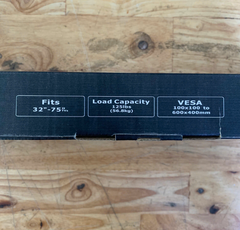 Fits
32"-75"
Load Capacity
125lbs
(56.8kg)
VESA
100x100 to
600x400mm